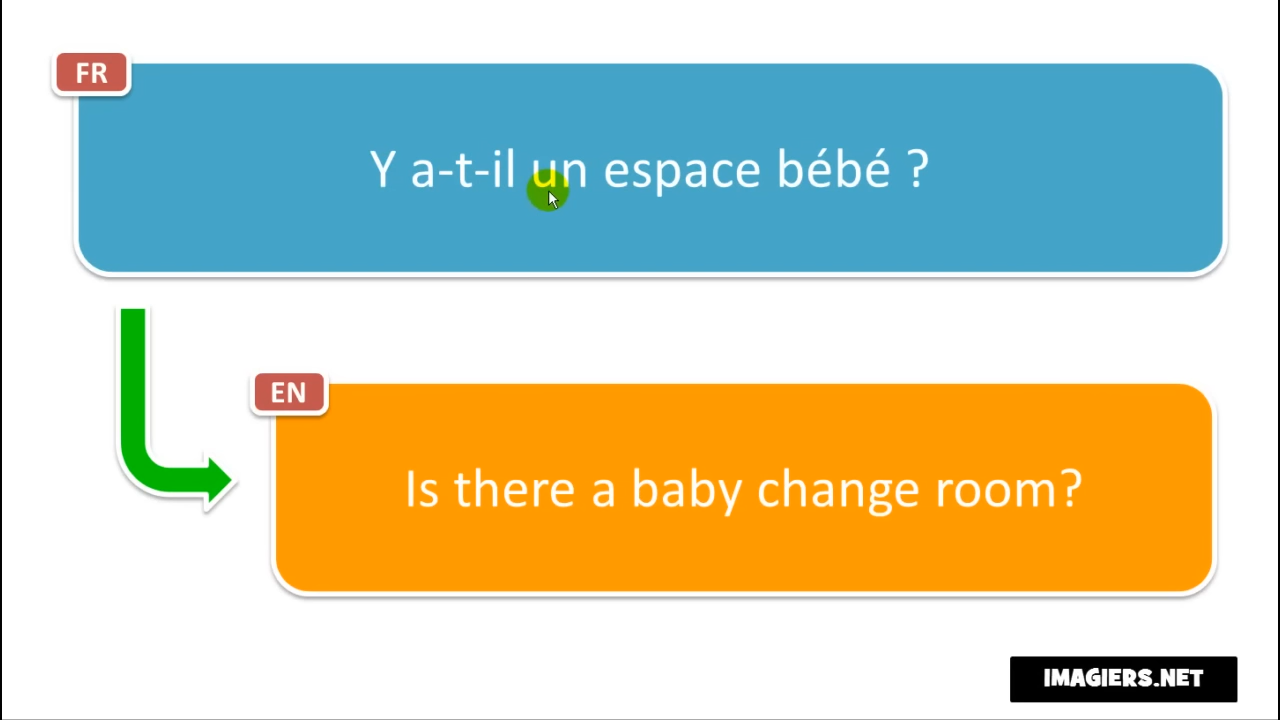 FR
Y a-t-il un espace bébé ?
EN
Is there a baby change room?
IMAGIERS.NET